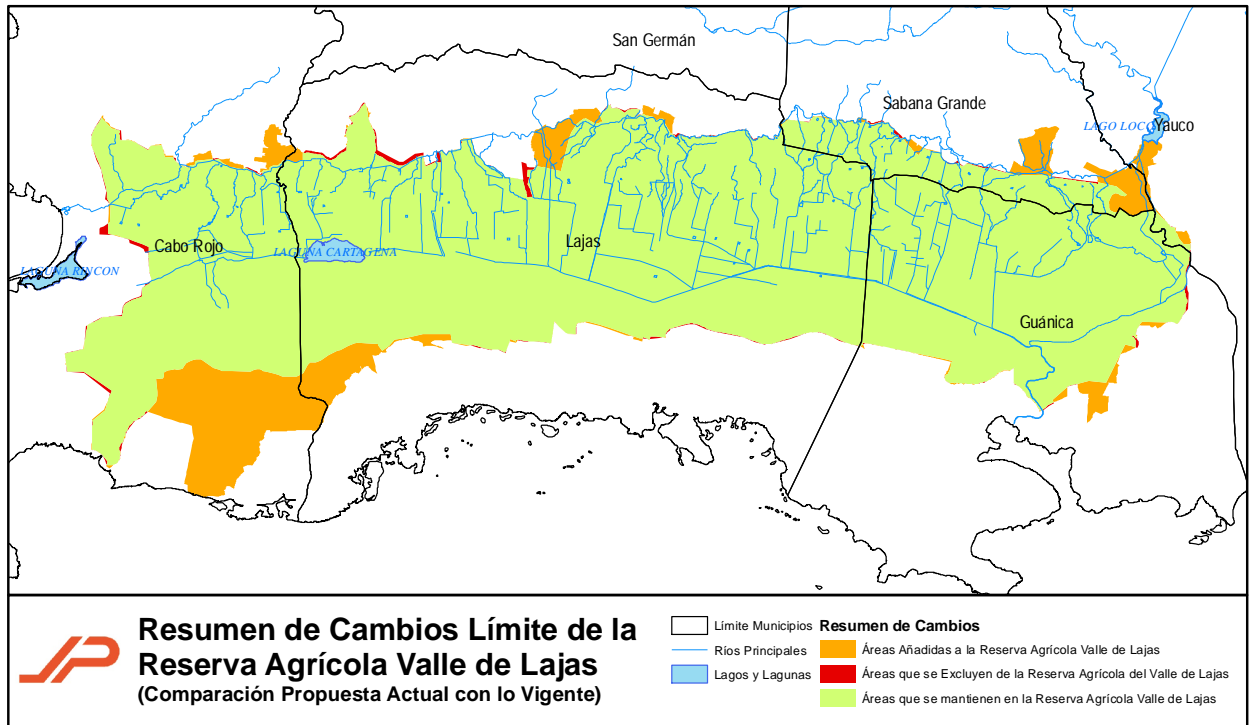 San Germán
Sabana Grande
LAGO LOCO
Yauco
Cabo Rojo
Lajas
LAGUNA CARTAGENA
LAGUNA RINCON
Guánica
Resumen de Cambios Límite de la
Reserva Agrícola Valle de Lajas
(Comparación Propuesta Actual con lo Vigente)
Límite Municipios
Ríos Principales
Lagos y Lagunas
Resumen de Cambios
Áreas Añadidas a la Reserva Agrícola Valle de Lajas
Áreas que se Excluyen de la Reserva Agrícola del Valle de Lajas
Áreas que se mantienen en la Reserva Agrícola Valle de Lajas